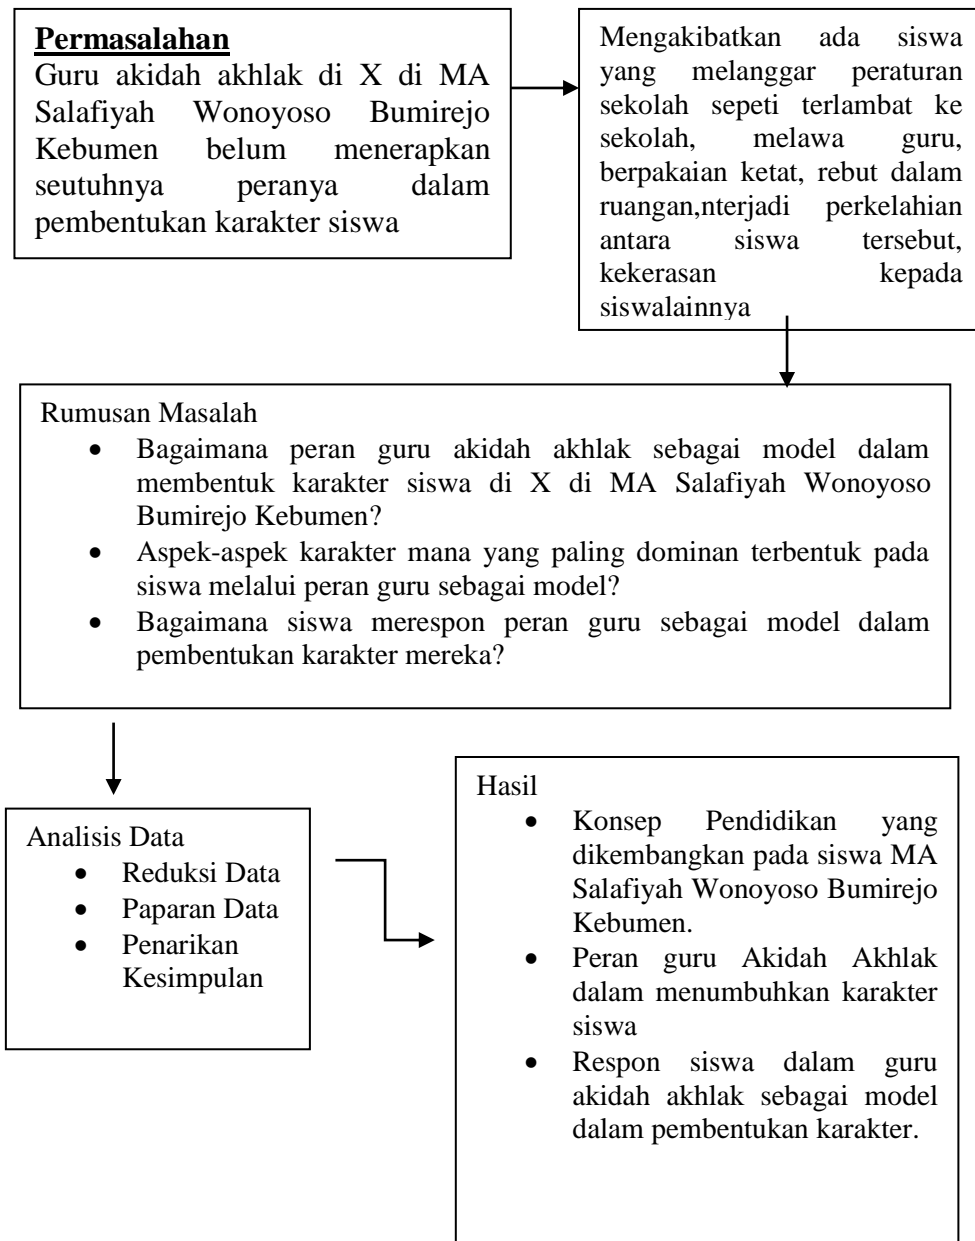 Permasalahan
Guru akidah akhlak di X di MA
Salafiyah Wonoyoso Bumirejo
Kebumen belum menerapkan
seutuhnya peranya dalam
pembentukan karakter siswa
Mengakibatkan ada siswa
yang melanggar peraturan
sekolah sepeti terlambat ke
sekolah, melawa guru,
berpakaian ketat, rebut dalam
ruangan,nterjadi perkelahian
antara siswa tersebut,
kekerasan kepada
siswalainnya
Rumusan Masalah
• Bagaimana peran guru akidah akhlak sebagai model dalam
membentuk karakter siswa di X di MA Salafiyah Wonoyoso
Bumirejo Kebumen?
• Aspek-aspek karakter mana yang paling dominan terbentuk pada
siswa melalui peran guru sebagai model?
• Bagaimana siswa merespon peran guru sebagai model dalam
pembentukan karakter mereka?
Analisis Data
• Reduksi Data
• Paparan Data
• Penarikan
Kesimpulan
Hasil
• Konsep Pendidikan yang
dikembangkan pada siswa MA
Salafiyah Wonoyoso Bumirejo
Kebumen.
• Peran guru Akidah Akhlak
dalam menumbuhkan karakter
siswa
• Respon siswa dalam guru
akidah akhlak sebagai model
dalam pembentukan karakter.